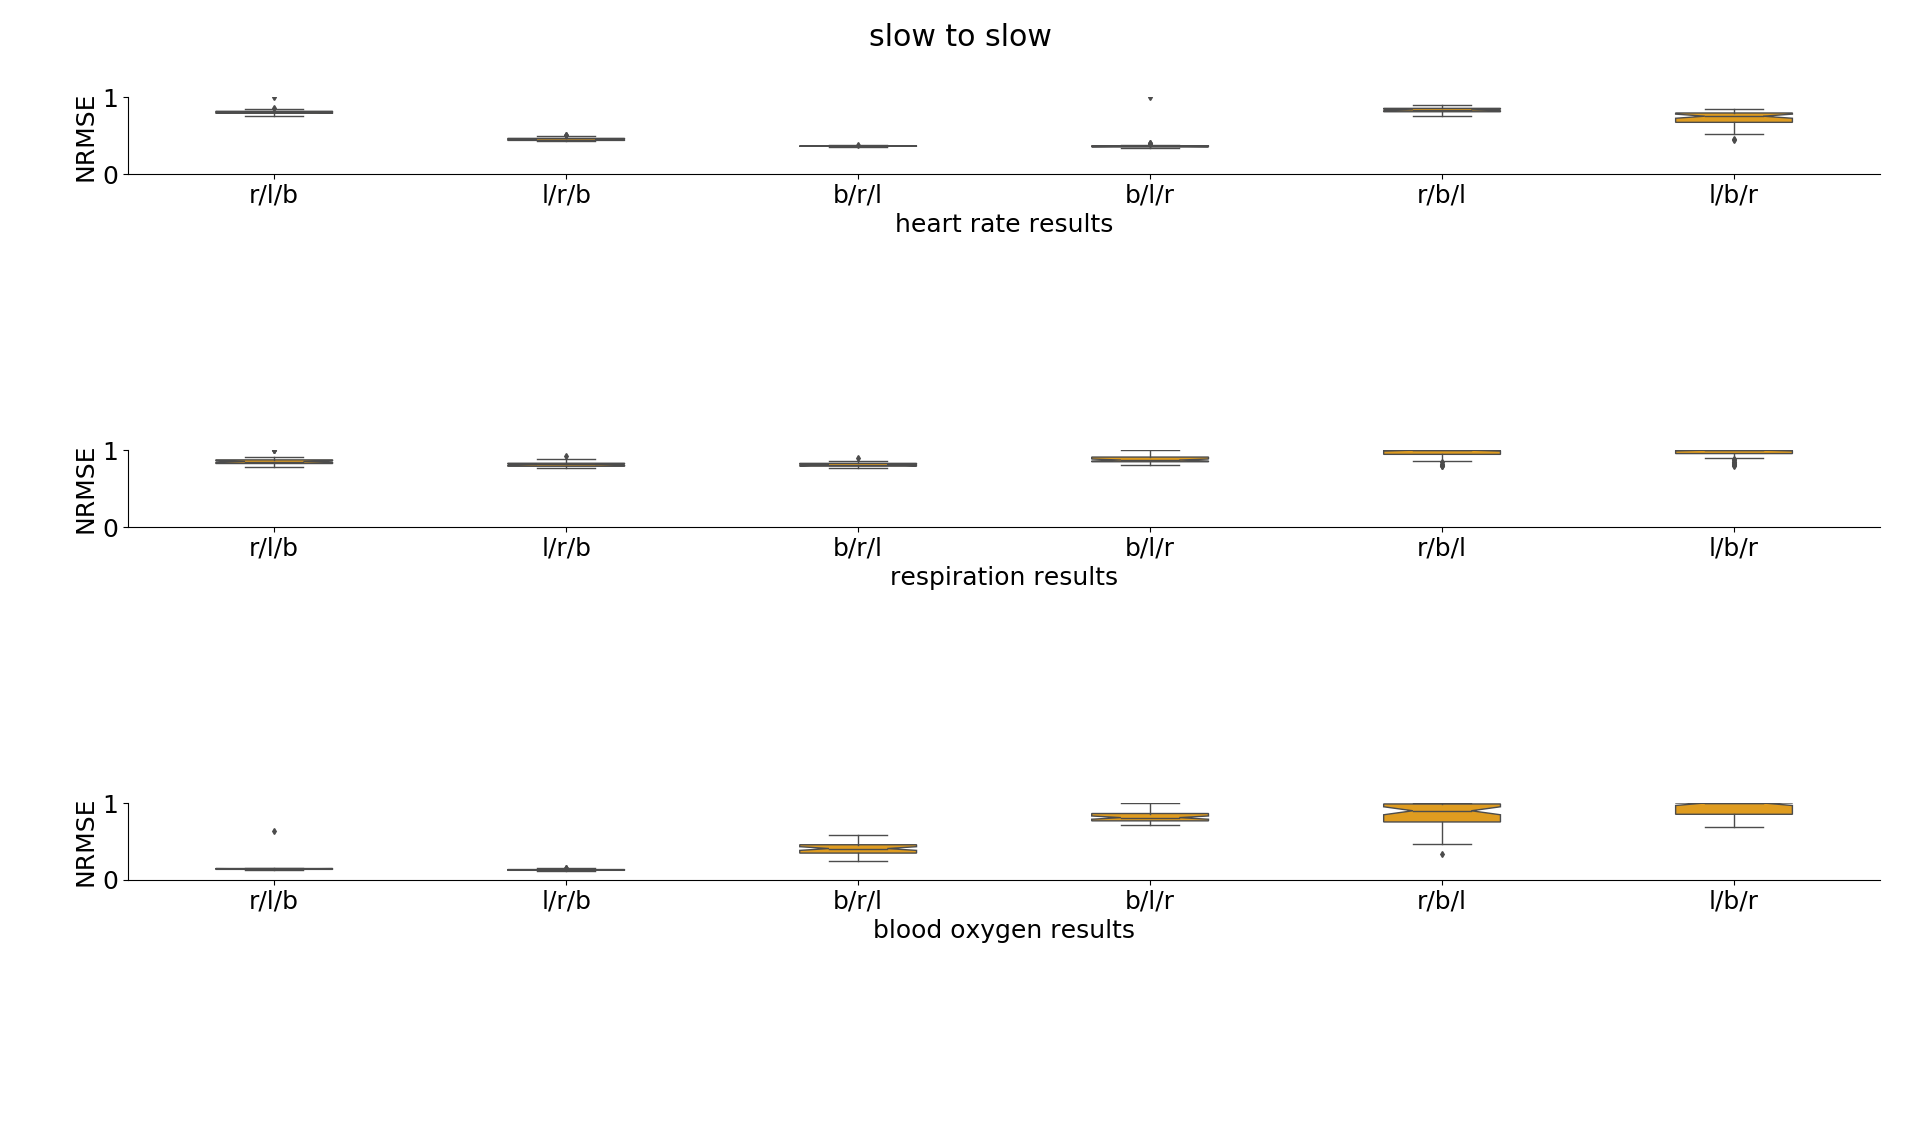 slow to slow
NRMSE
1
0
r/l/b l/r/b b/r/l b/l/r r/b/l l/b/r
heart rate results
NRMSE
1
0
r/l/b l/r/b b/r/l b/l/r r/b/l l/b/r
respiration results
NRMSE
1
0
r/l/b l/r/b b/r/l b/l/r r/b/l l/b/r
blood oxygen results